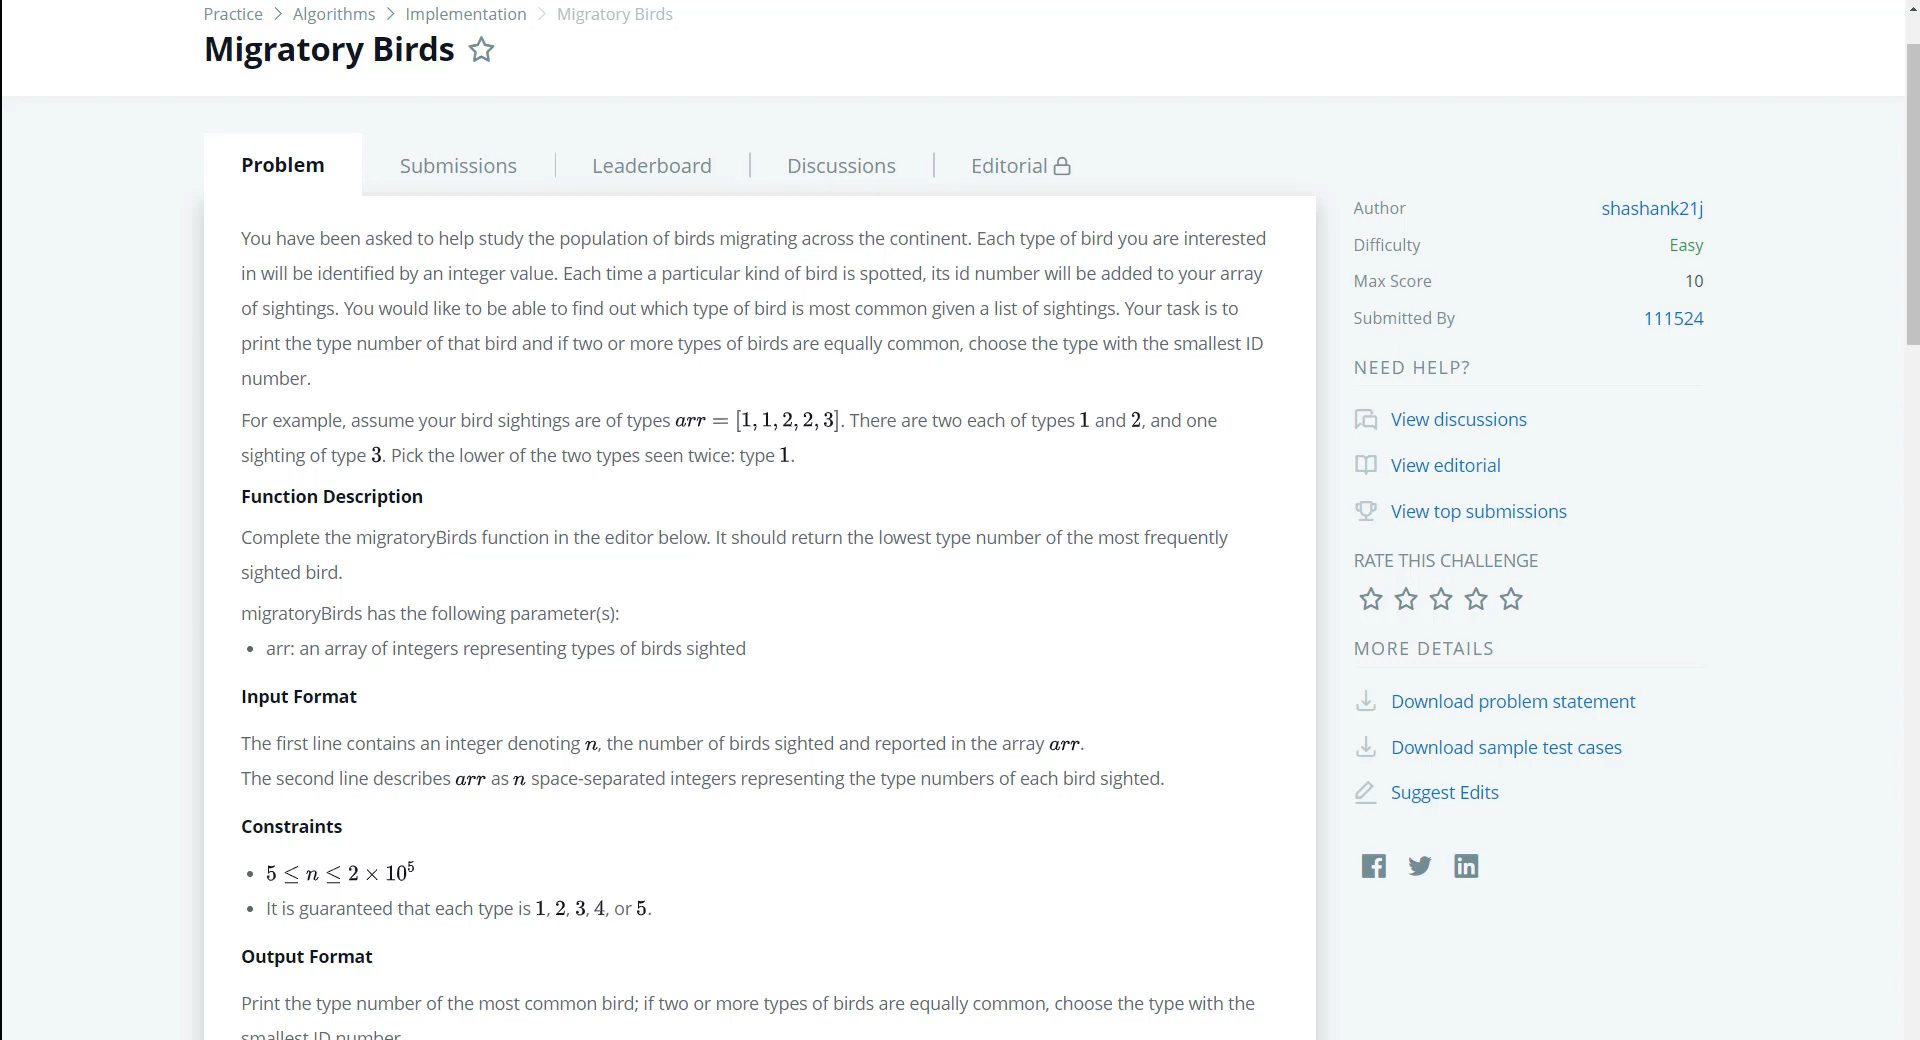 Practice > Algorithms > Implementation > Migratory Birds
Migratory Birds
Problem
Submissions
Leaderboard
Discussions
Editorial
You have been asked to help study the population of birds migrating across the continent. Each type of bird you are interested
in will be identified by an integer value. Each time a particular kind of bird is spotted, its id number will be added to your array
of sightings. You would like to be able to find out which type of bird is most common given a list of sightings. Your task is to
print the type number of that bird and if two or more types of birds are equally common, choose the type with the smallest ID
number.
For example, assume your bird sightings are of types arr = [1, 1, 2, 2, 3]. There are two each of types 1 and 2, and one
sighting of type 3. Pick the lower of the two types seen twice: type 1.
Function Description
Complete the migratoryBirds function in the editor below. It should return the lowest type number of the most frequently
sighted bird.
migratoryBirds has the following parameter(s):
• arr: an array of integers representing types of birds sighted
Input Format
The first line contains an integer denoting n, the number of birds sighted and reported in the array arr.
The second line describes arr as n space-separated integers representing the type numbers of each bird sighted.
Constraints
• 5 ≤ n ≤ 2 × 10⁵
• It is guaranteed that each type is 1, 2, 3, 4, or 5.
Output Format
Print the type number of the most common bird; if two or more types of birds are equally common, choose the type with the
smallest ID number.
Author shashank21j
Difficulty Easy
Max Score 10
Submitted By 111524
NEED HELP?
View discussions
View editorial
View top submissions
RATE THIS CHALLENGE
MORE DETAILS
Download problem statement
Download sample test cases
Suggest Edits